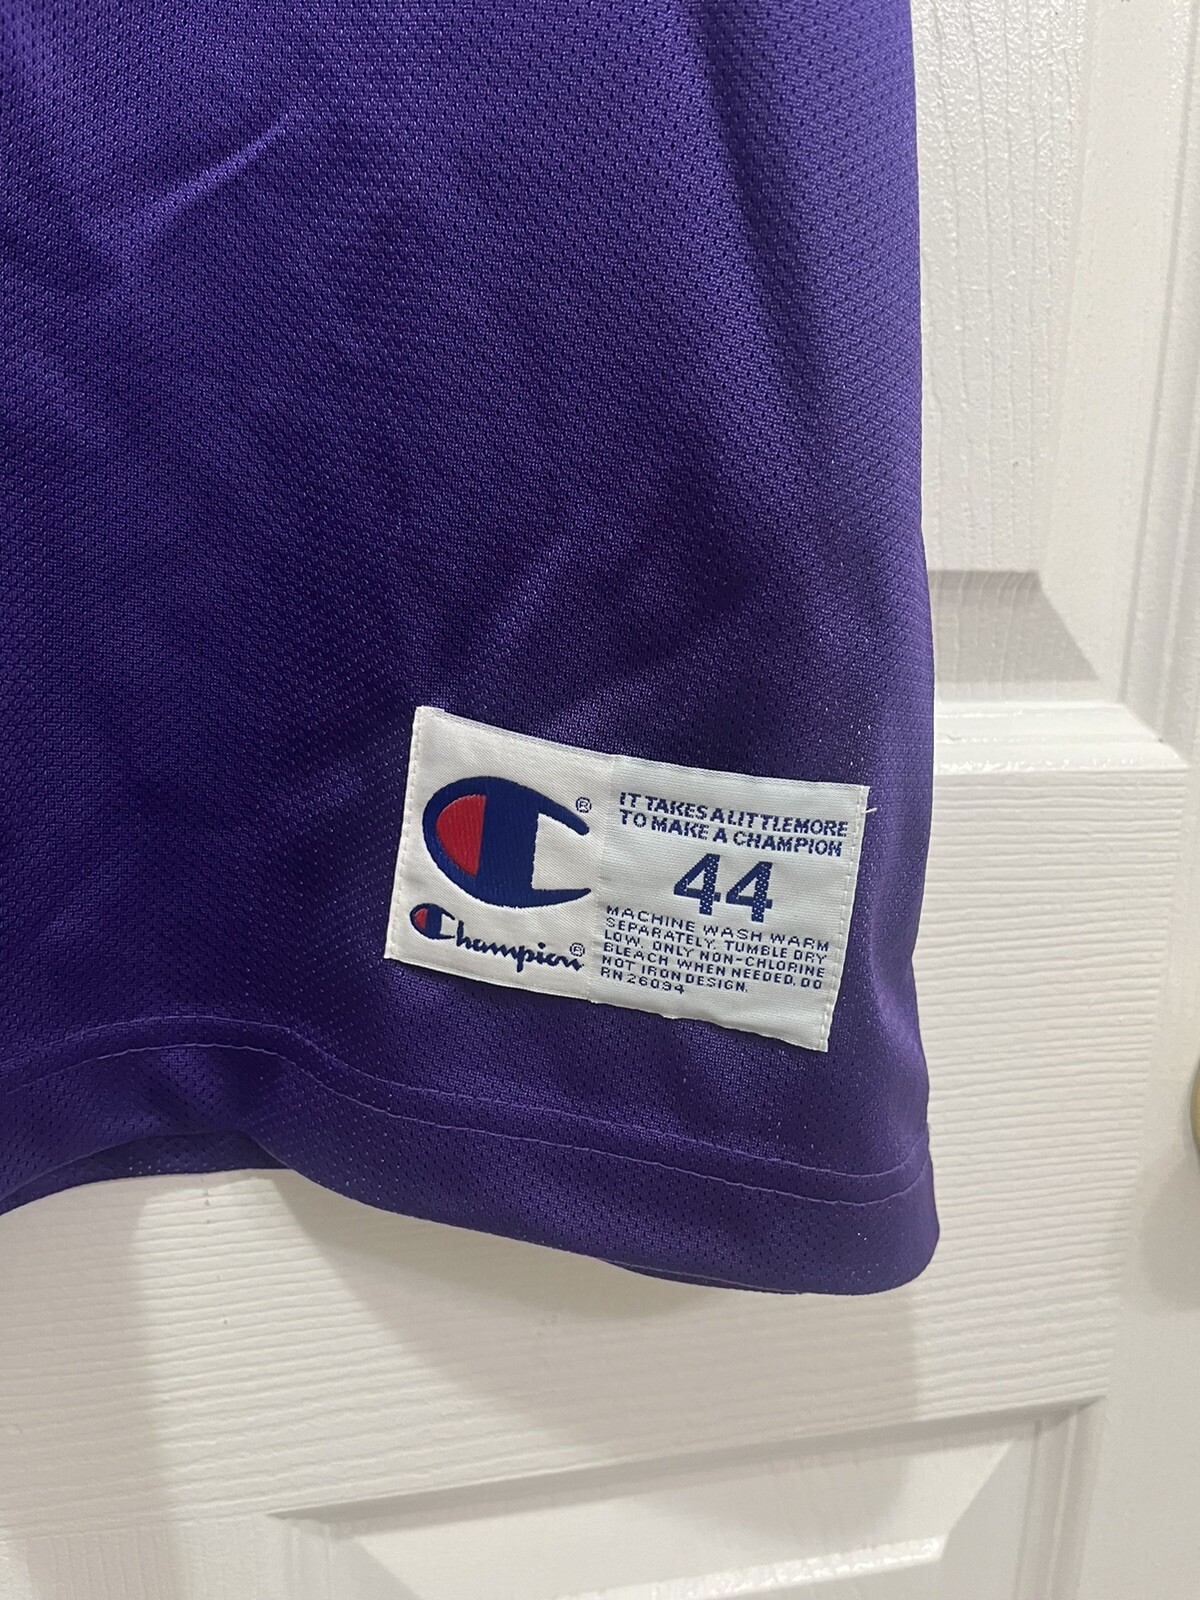 Champion®
®
IT TAKES A LITTLE MORE
TO MAKE A CHAMPION
44
MACHINE WASH WARM
SEPARATELY. TUMBLE DRY
LOW. ONLY NON-CHLORINE
BLEACH WHEN NEEDED. DO
NOT IRON DESIGN.
RN 26094